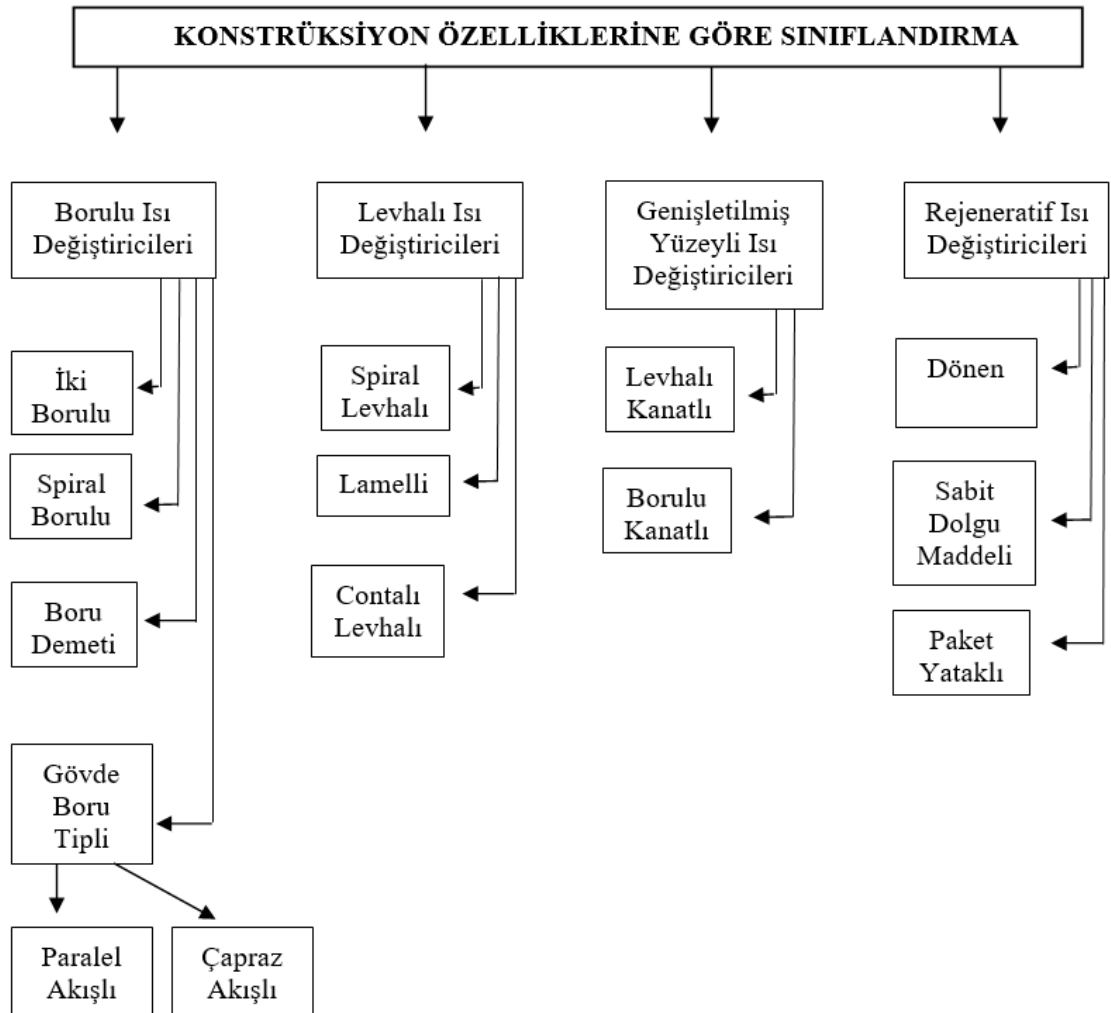 KONSTRÜKSİYON ÖZELLİKLERİNE GÖRE SINIFLANDIRMA
Borulu Isı
Değiştiricileri
Levhalı Isı
Değiştiricileri
Genişletilmiş
Yüzeyli Isı
Değiştiricileri
Rejeneratif Isı
Değiştiricileri
İki
Borulu
Spiral
Borulu
Boru
Demeti
Gövde
Boru
Tipli
Paralel
Akışlı
Çapraz
Akışlı
Spiral
Levhalı
Lamelli
Contalı
Levhalı
Levhalı
Kanatlı
Borulu
Kanatlı
Dönen
Sabit
Dolgu
Maddeli
Paket
Yataklı